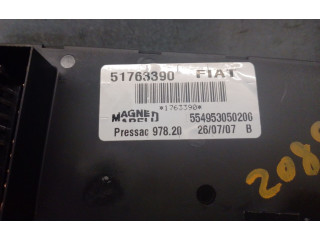 51763390 FIAT
*1763390*
MAGNETI
MARELLI 554953050200
Pressac 978.20 26/07/07 B
208